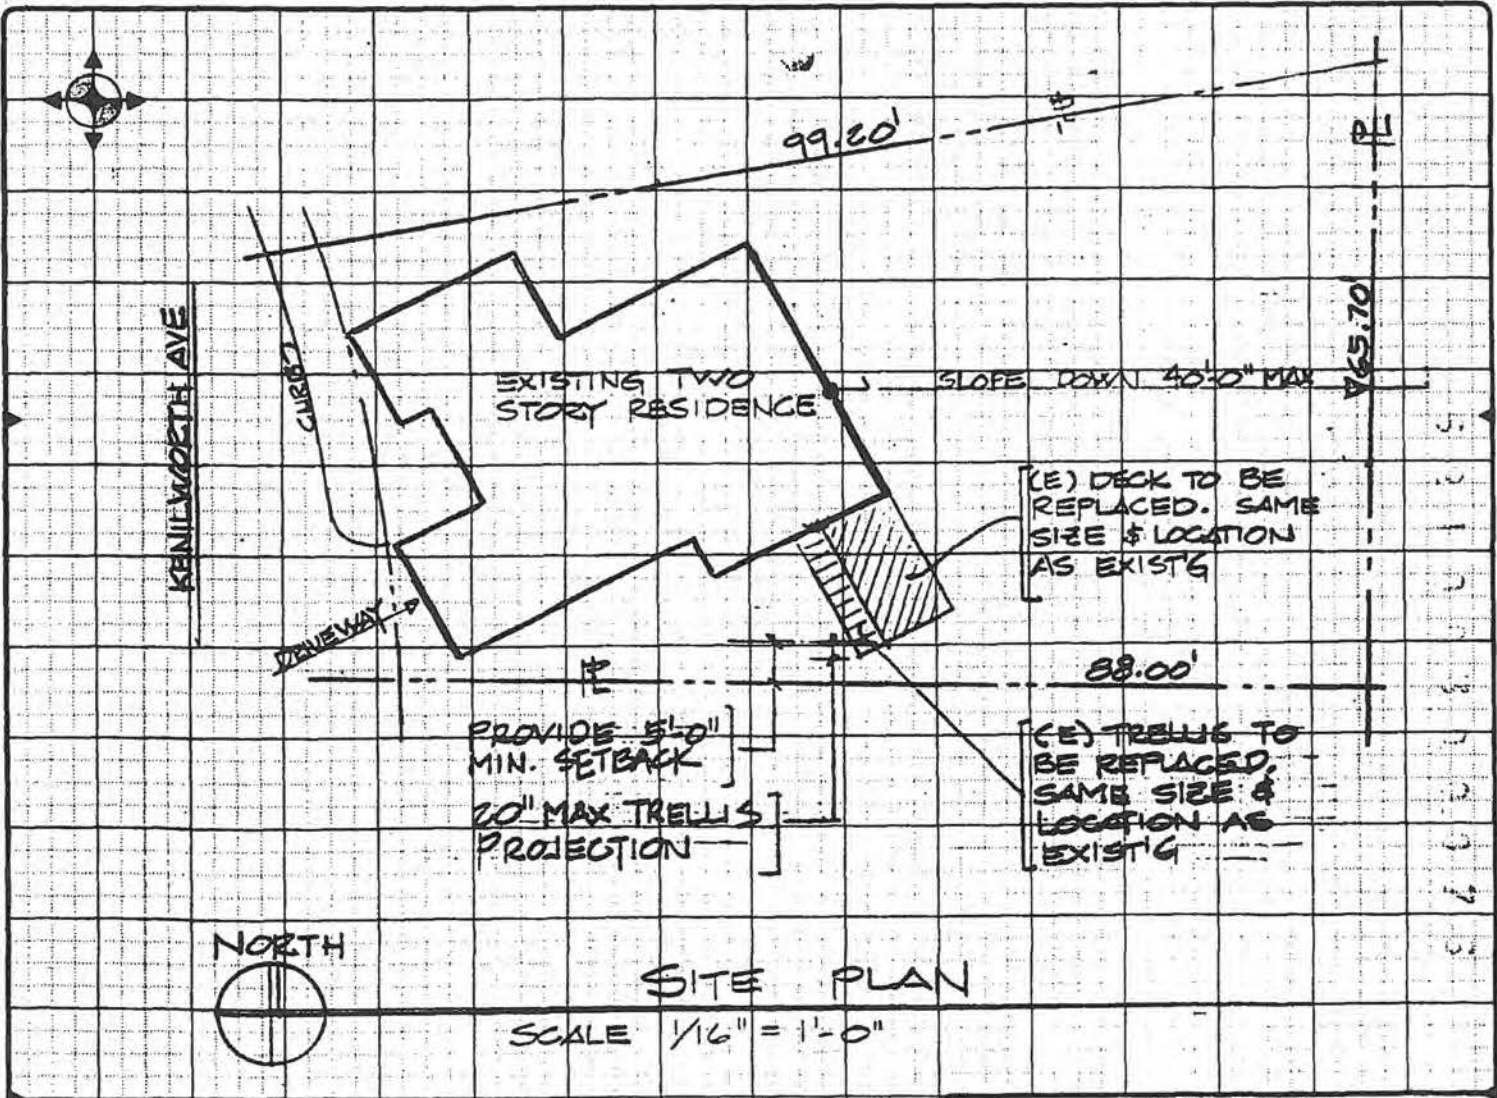 99.20'
PL
PL
65.70'
KENILWORTH AVE
CURB
EXISTING TWO
STORY RESIDENCE
SLOPE DOWN 40'-0" MAX
(E) DECK TO BE
REPLACED. SAME
SIZE & LOCATION
AS EXIST'G
DRIVEWAY
PL
88.00'
PROVIDE 5'-0"
MIN. SETBACK
20" MAX TRELLIS
PROJECTION
(E) TRELLIS TO
BE REPLACED.
SAME SIZE &
LOCATION AS
EXIST'G
NORTH
SITE PLAN
SCALE 1/16" = 1'-0"